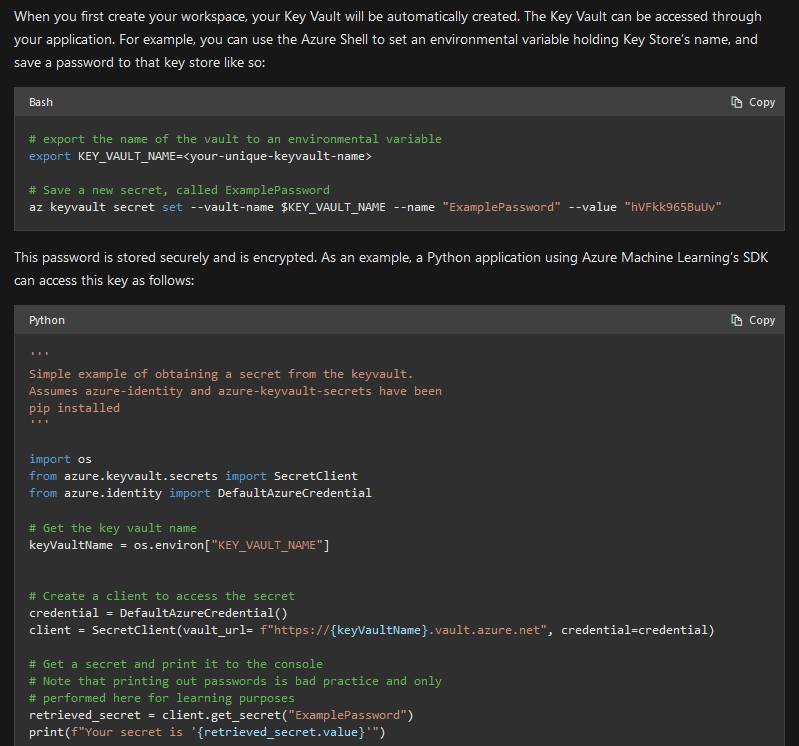 When you first create your workspace, your Key Vault will be automatically created. The Key Vault can be accessed through
your application. For example, you can use the Azure Shell to set an environmental variable holding Key Store's name, and
save a password to that key store like so:
Bash
Copy
# export the name of the vault to an environmental variable
export KEY_VAULT_NAME=<your-unique-keyvault-name>
# Save a new secret, called ExamplePassword
az keyvault secret set --vault-name $KEY_VAULT_NAME --name "ExamplePassword" --value "hVFkk965BuUv"
This password is stored securely and is encrypted. As an example, a Python application using Azure Machine Learning's SDK
can access this key as follows:
Python
Copy
'''
Simple example of obtaining a secret from the keyvault.
Assumes azure-identity and azure-keyvault-secrets have been
pip installed
'''
import os
from azure.keyvault.secrets import SecretClient
from azure.identity import DefaultAzureCredential
# Get the key vault name
keyVaultName = os.environ["KEY_VAULT_NAME"]
# Create a client to access the secret
credential = DefaultAzureCredential()
client = SecretClient(vault_url= f"https://{keyVaultName}.vault.azure.net", credential=credential)
# Get a secret and print it to the console
# Note that printing out passwords is bad practice and only
# performed here for learning purposes
retrieved_secret = client.get_secret("ExamplePassword")
print(f"Your secret is '{retrieved_secret.value}'")